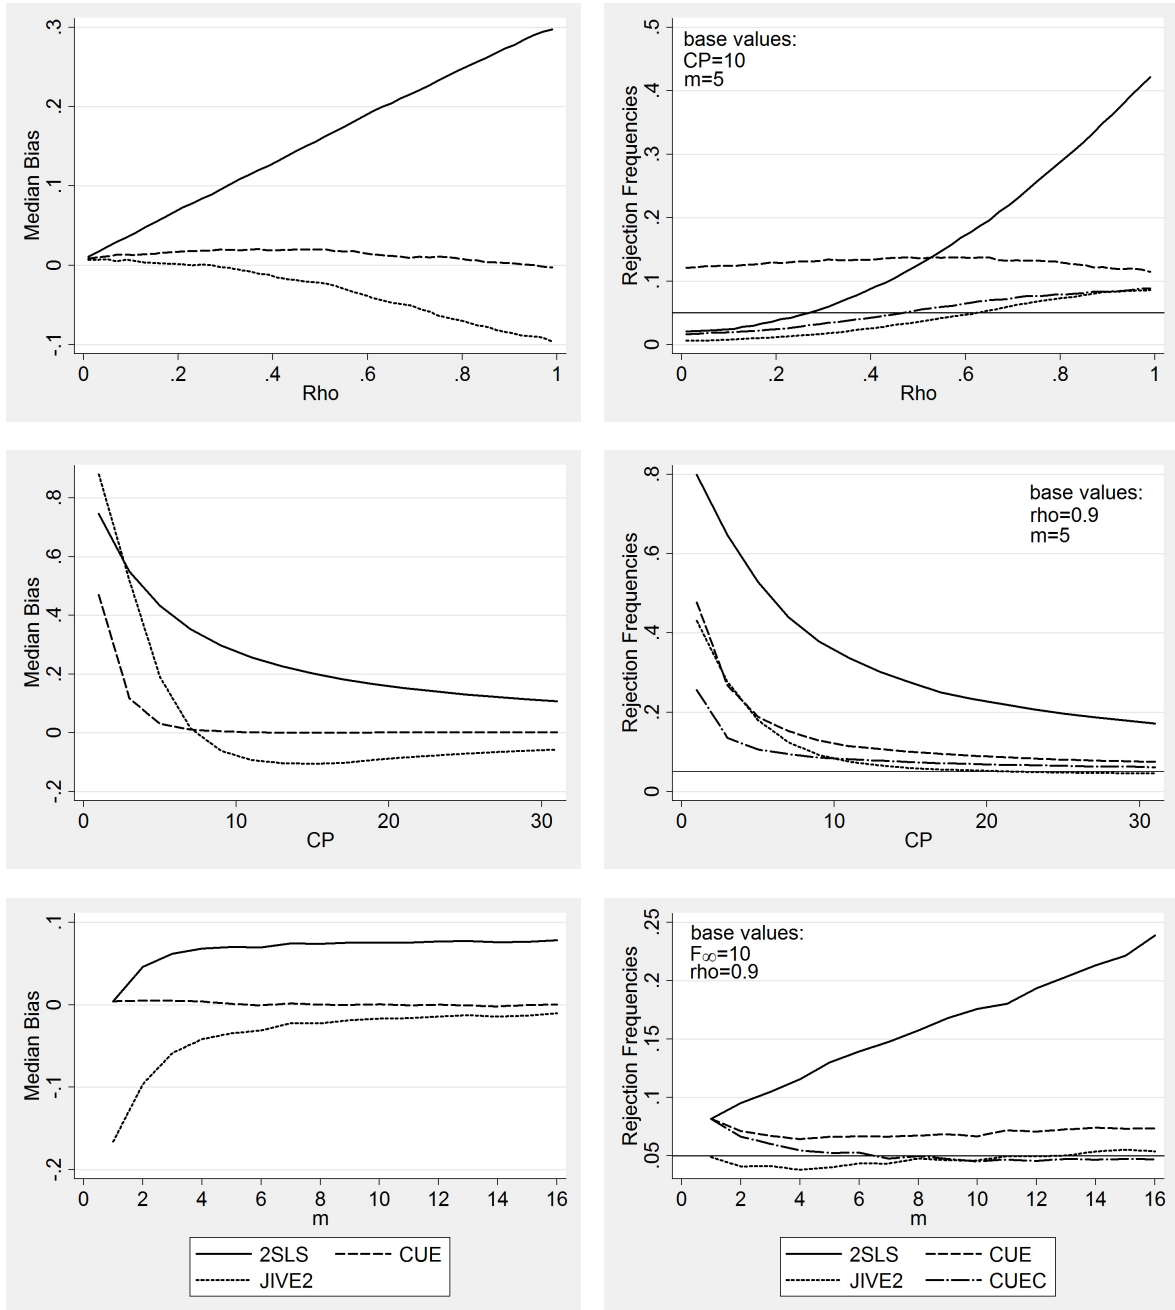 Median Bias
.3
.2
.1
0
-.1
0 .2 .4 .6 .8 1
Rho
Rejection Frequencies
.5
.4
.3
.2
.1
0
base values:
CP=10
m=5
0 .2 .4 .6 .8 1
Rho
Median Bias
.8
.6
.4
.2
0
-.2
0 10 20 30
CP
Rejection Frequencies
.8
.6
.4
.2
0
base values:
rho=0.9
m=5
0 10 20 30
CP
Median Bias
.1
0
-.1
-.2
0 2 4 6 8 10 12 14 16
m
2SLS CUE
JIVE2
Rejection Frequencies
.25
.2
.15
.1
.05
base values:
F∞=10
rho=0.9
0 2 4 6 8 10 12 14 16
m
2SLS CUE
JIVE2 CUEC